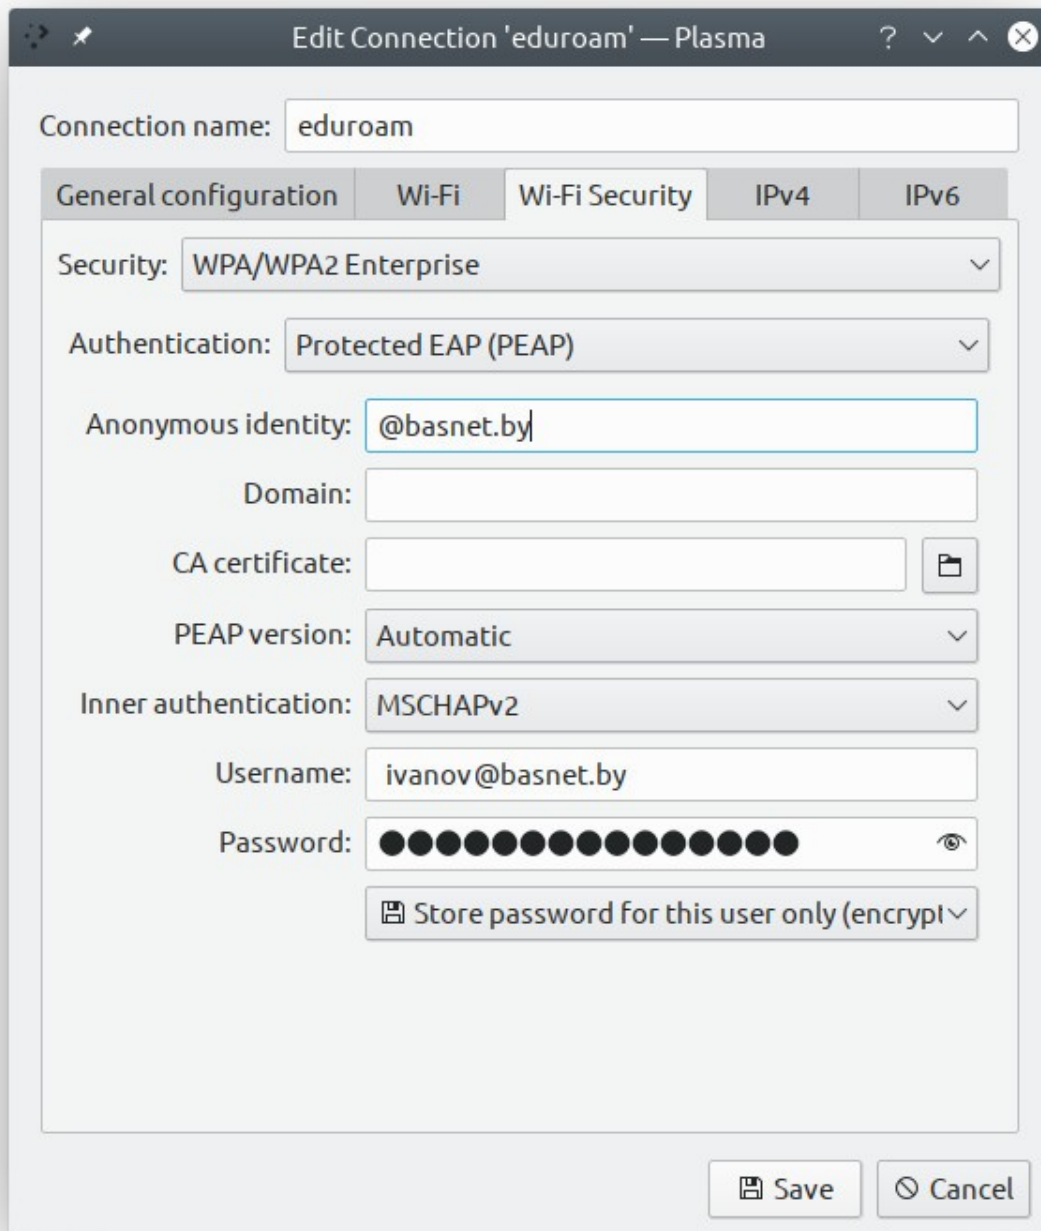 Edit Connection 'eduroam' — Plasma
Connection name: eduroam
General configuration Wi-Fi Wi-Fi Security IPv4 IPv6
Security: WPA/WPA2 Enterprise
Authentication: Protected EAP (PEAP)
Anonymous identity: @basnet.by
Domain:
CA certificate:
PEAP version: Automatic
Inner authentication: MSCHAPv2
Username: ivanov@basnet.by
Password: ●●●●●●●●●●●●●●●
Store password for this user only (encrypt
Save Cancel